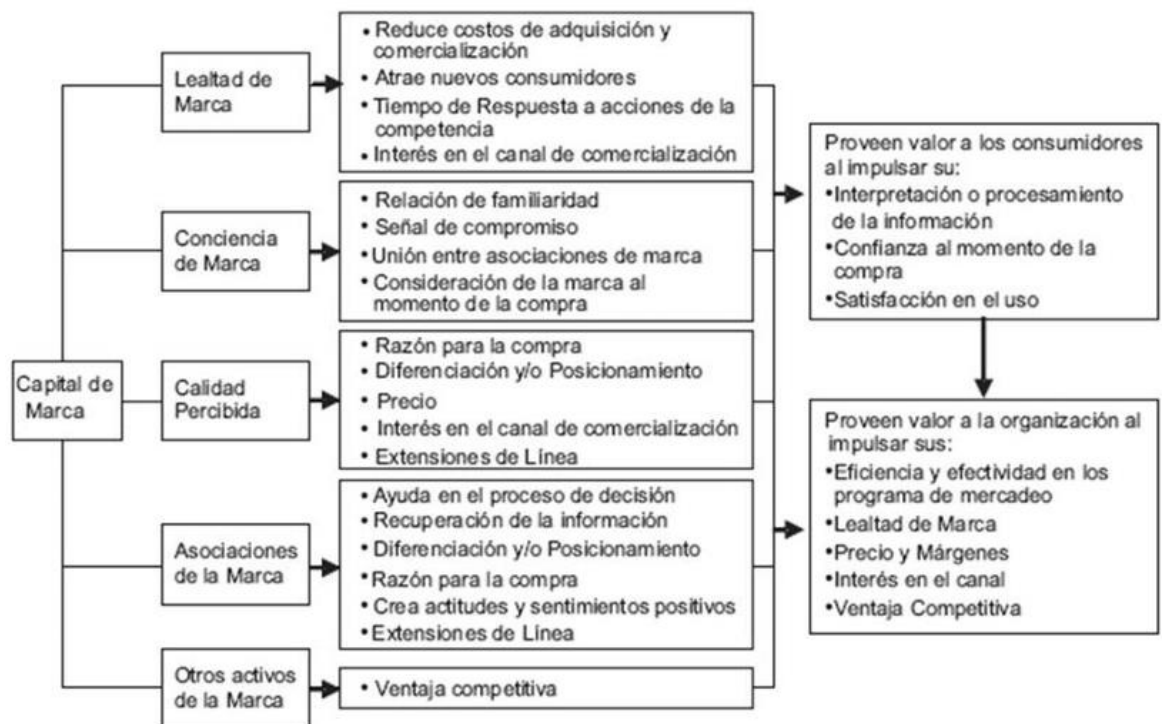 Capital de
Marca
Lealtad de
Marca
• Reduce costos de adquisición y
comercialización
• Atrae nuevos consumidores
• Tiempo de Respuesta a acciones de la
competencia
• Interés en el canal de comercialización
Conciencia
de Marca
• Relación de familiaridad
• Señal de compromiso
• Unión entre asociaciones de marca
• Consideración de la marca al
momento de la compra
Calidad
Percibida
• Razón para la compra
• Diferenciación y/o Posicionamiento
• Precio
• Interés en el canal de comercialización
• Extensiones de Línea
Asociaciones
de la Marca
• Ayuda en el proceso de decisión
• Recuperación de la información
• Diferenciación y/o Posicionamiento
• Razón para la compra
• Crea actitudes y sentimientos positivos
• Extensiones de Línea
Otros activos
de la Marca
• Ventaja competitiva
Proveen valor a los consumidores
al impulsar su:
•Interpretación o procesamiento
de la información
•Confianza al momento de la
compra
•Satisfacción en el uso
Proveen valor a la organización al
impulsar sus:
•Eficiencia y efectividad en los
programa de mercadeo
•Lealtad de Marca
•Precio y Márgenes
•Interés en el canal
•Ventaja Competitiva